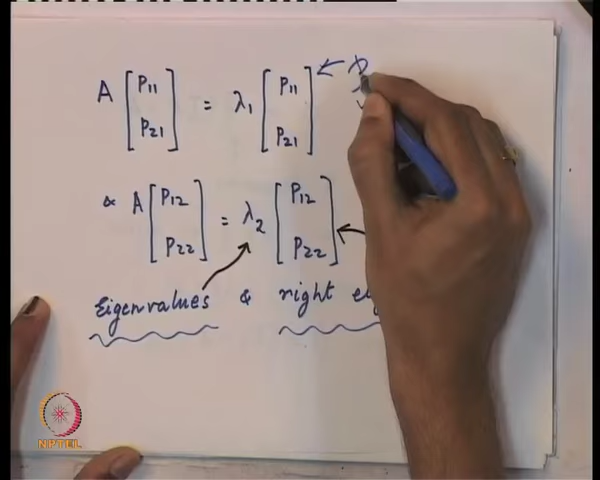 A [P11 P21] = λ1 [P11 P21] ←
& A [P12 P22] = λ2 [P12 P22] ←
Eigenvalues & right
NPTEL